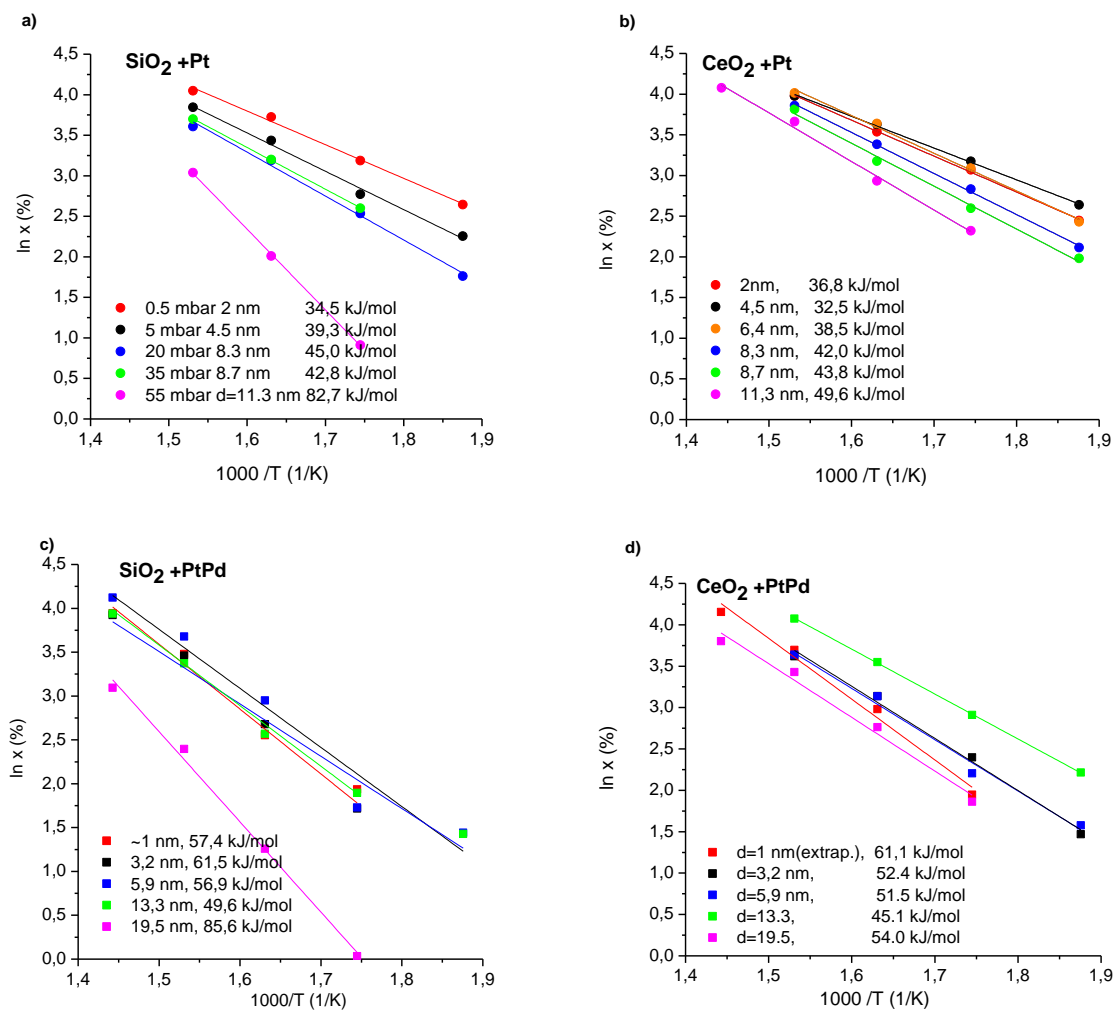 a)
SiO2 +Pt
4,5
4,0
3,5
3,0
2,5
2,0
1,5
1,0
0,5
0,0
ln x (%)
0.5 mbar 2 nm 34,5 kJ/mol
5 mbar 4.5 nm 39,3 kJ/mol
20 mbar 8.3 nm 45,0 kJ/mol
35 mbar 8.7 nm 42,8 kJ/mol
55 mbar d=11.3 nm 82,7 kJ/mol
1,4 1,5 1,6 1,7 1,8 1,9
1000 /T (1/K)
b)
CeO2 +Pt
4,5
4,0
3,5
3,0
2,5
2,0
1,5
1,0
0,5
0,0
ln x (%)
2nm, 36,8 kJ/mol
4,5 nm, 32,5 kJ/mol
6,4 nm, 38,5 kJ/mol
8,3 nm, 42,0 kJ/mol
8,7 nm, 43,8 kJ/mol
11,3 nm, 49,6 kJ/mol
1,4 1,5 1,6 1,7 1,8 1,9
1000 /T (1/K)
c)
SiO2 +PtPd
4,5
4,0
3,5
3,0
2,5
2,0
1,5
1,0
0,5
0,0
ln x (%)
~1 nm, 57,4 kJ/mol
3,2 nm, 61,5 kJ/mol
5,9 nm, 56,9 kJ/mol
13,3 nm, 49,6 kJ/mol
19,5 nm, 85,6 kJ/mol
1,4 1,5 1,6 1,7 1,8 1,9
1000/T (1/K)
d)
CeO2 +PtPd
4,5
4,0
3,5
3,0
2,5
2,0
1,5
1,0
0,5
0,0
ln x (%)
d=1 nm(extrap.), 61,1 kJ/mol
d=3,2 nm, 52.4 kJ/mol
d=5,9 nm, 51.5 kJ/mol
d=13.3, 45.1 kJ/mol
d=19.5, 54.0 kJ/mol
1,4 1,5 1,6 1,7 1,8 1,9
1000 /T (1/K)